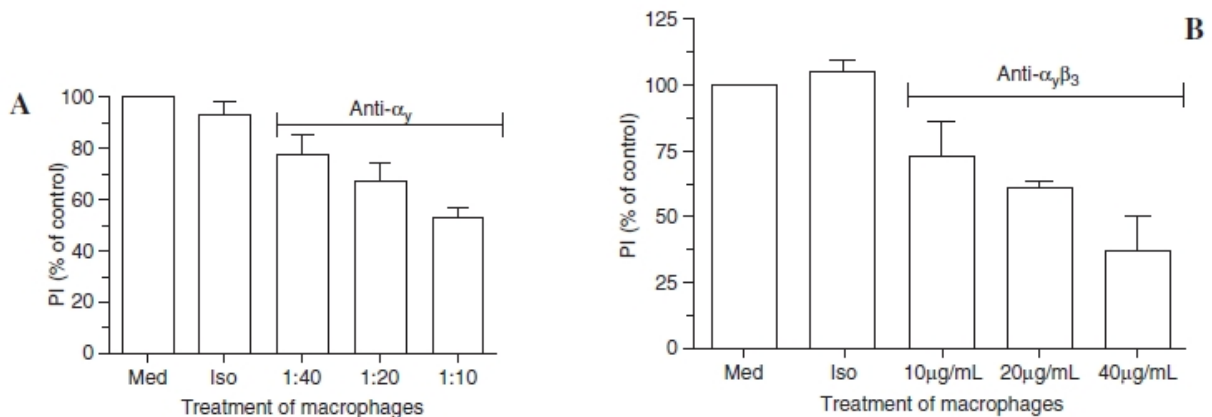 A
PI (% of control)
100
80
60
40
20
0
Anti-αy
Med Iso 1:40 1:20 1:10
Treatment of macrophages
B
PI (% of control)
125
100
75
50
25
0
Anti-αyβ3
Med Iso 10μg/mL 20μg/mL 40μg/mL
Treatment of macrophages